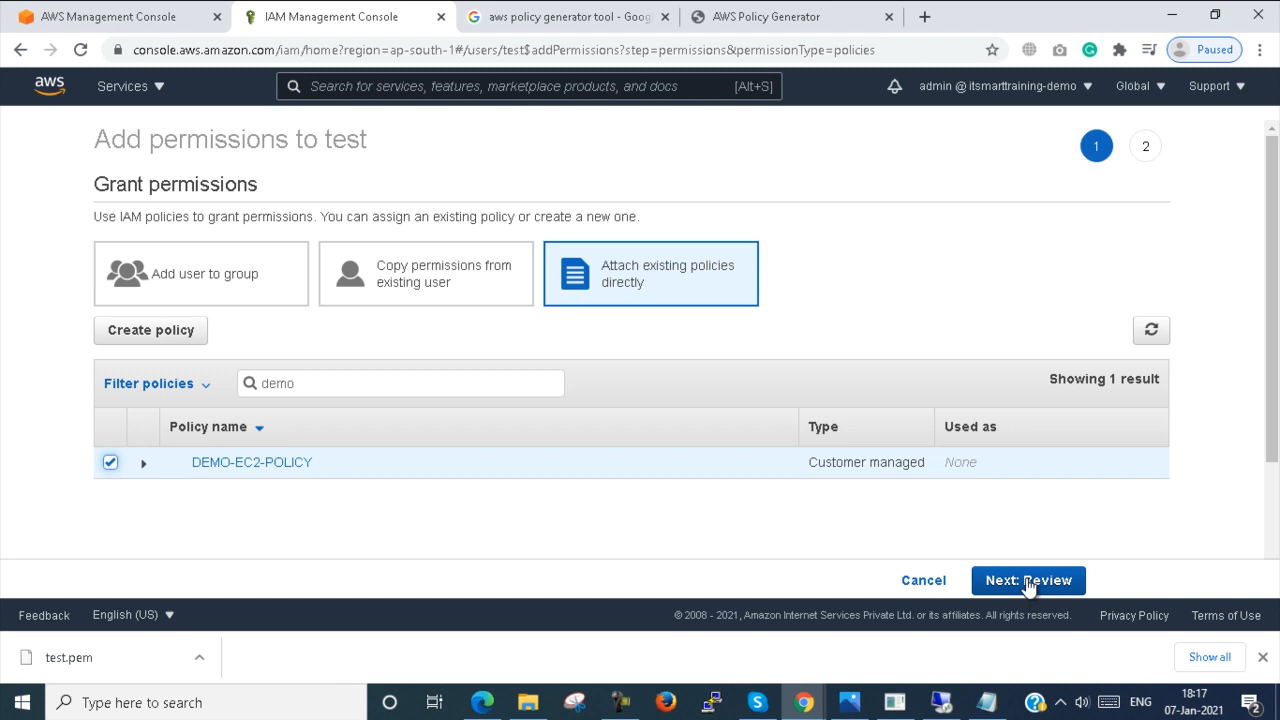 AWS Management Console
IAM Management Console
aws policy generator tool - Goog
AWS Policy Generator
console.aws.amazon.com/iam/home?region=ap-south-1#/users/test$addPermissions?step=permissions&permissionType=policies
Paused
aws
Services
Search for services, features, marketplace products, and docs
[Alt+S]
admin @ itsmarttraining-demo
Global
Support
Add permissions to test
1
2
Grant permissions
Use IAM policies to grant permissions. You can assign an existing policy or create a new one.
Add user to group
Copy permissions from
existing user
Attach existing policies
directly
Create policy
Filter policies
demo
Showing 1 result
Policy name
Type
Used as
DEMO-EC2-POLICY
Customer managed
None
Cancel
Next: Review
Feedback
English (US)
© 2008 - 2021, Amazon Internet Services Private Ltd. or its affiliates. All rights reserved.
Privacy Policy
Terms of Use
test.pem
Show all
Type here to search
ENG
18:17
07-Jan-2021
2